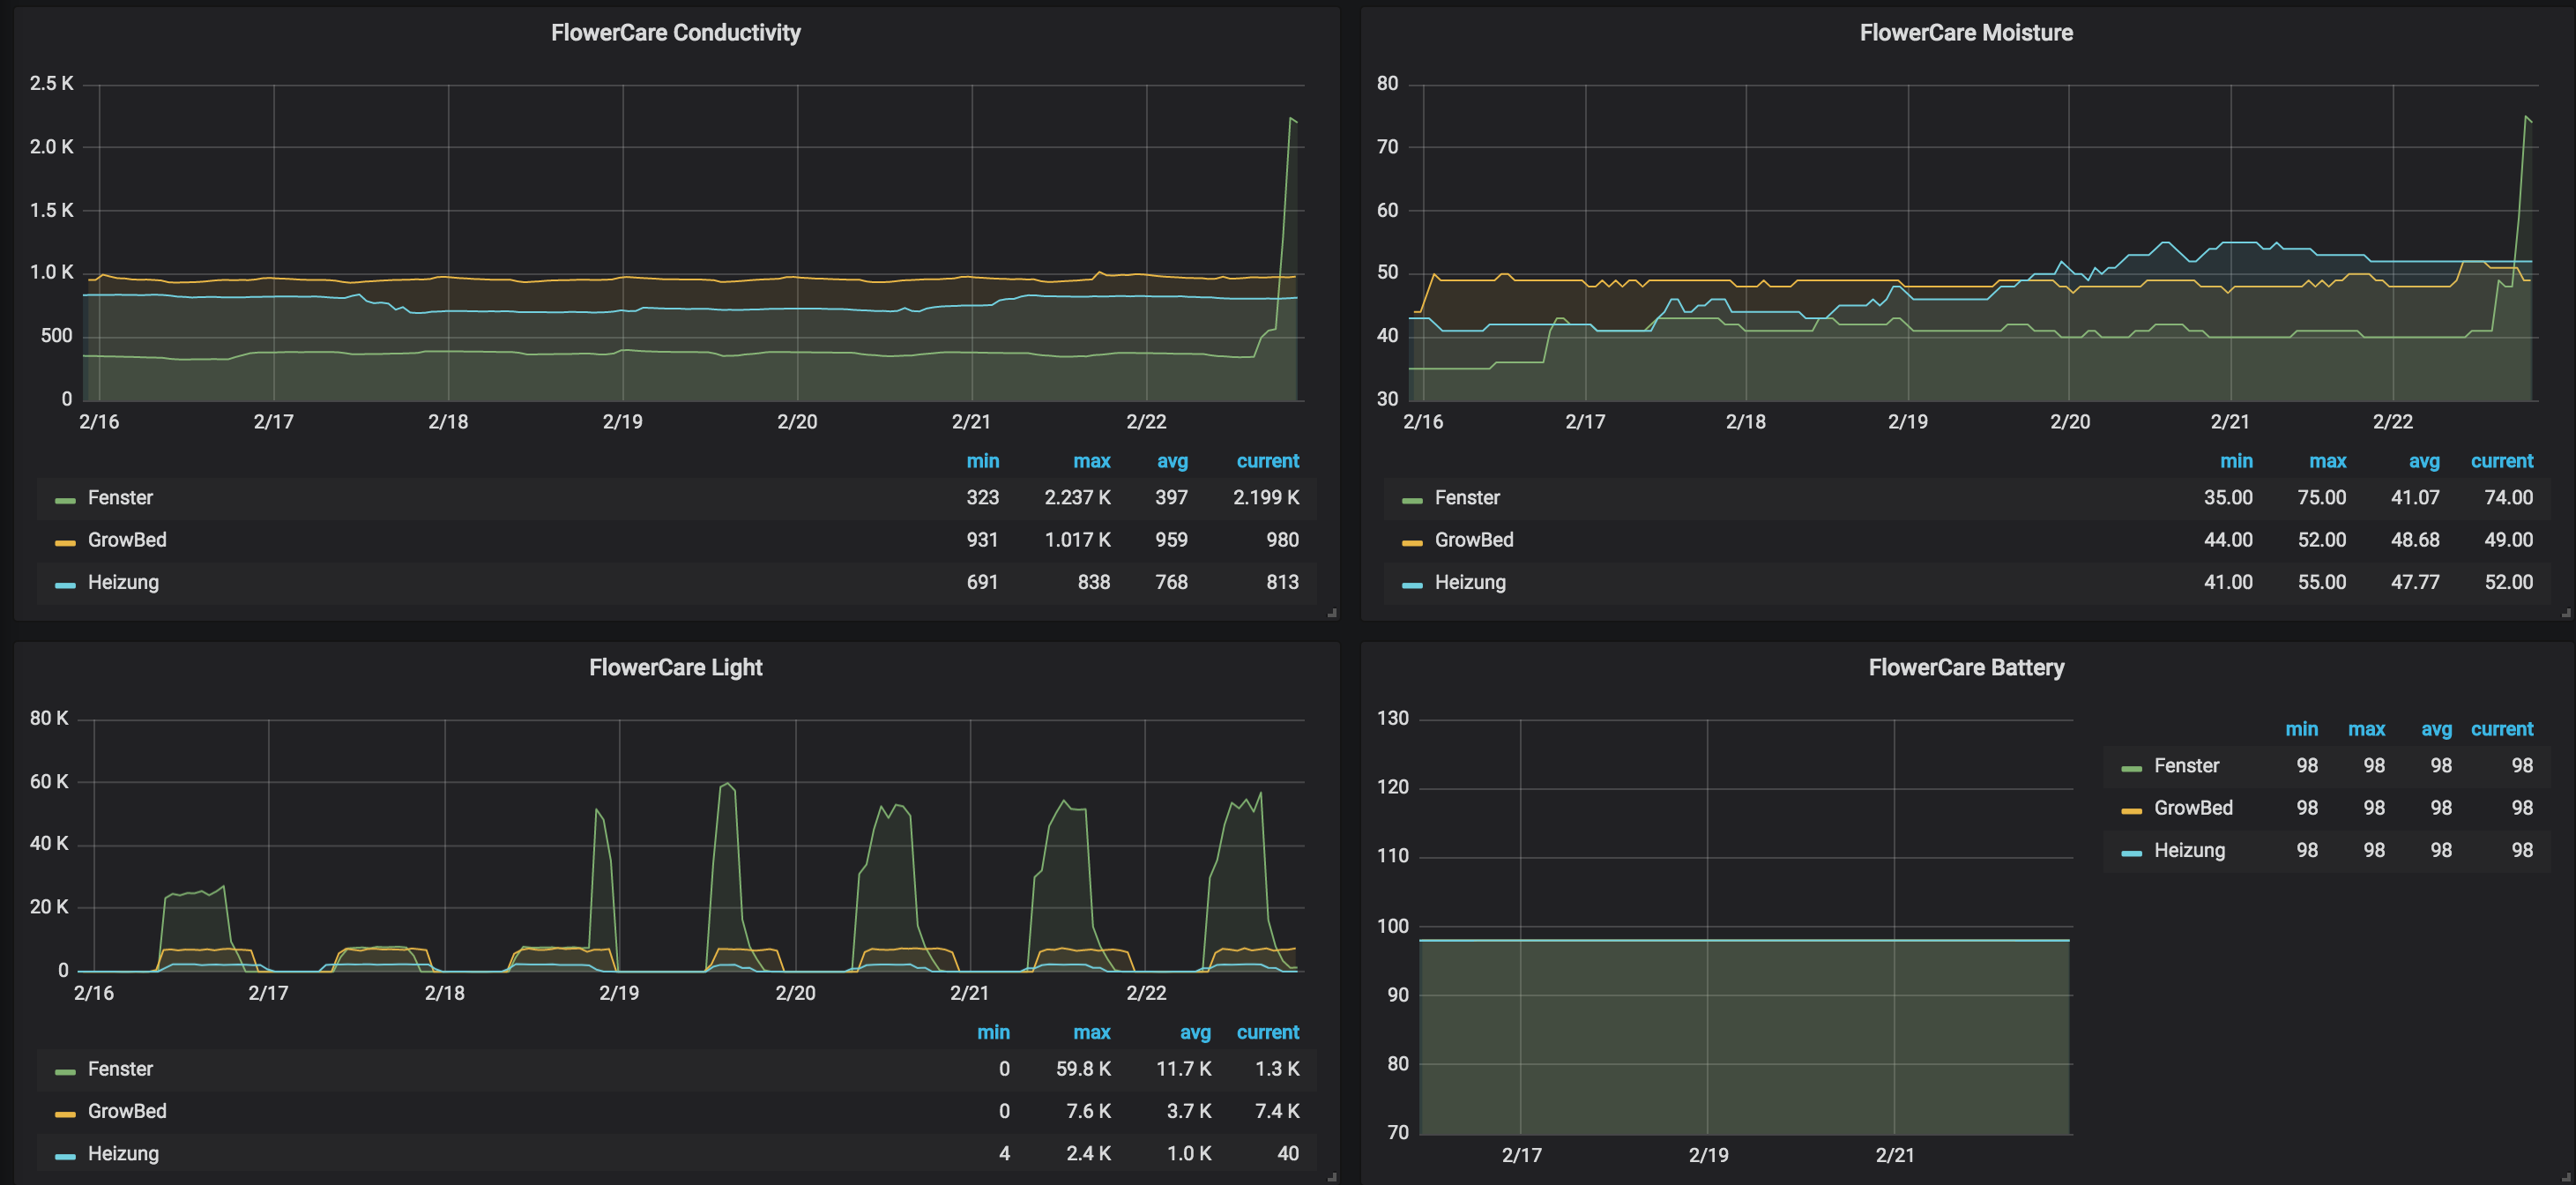 FlowerCare Conductivity
2.5 K
2.0 K
1.5 K
1.0 K
500
0
2/16 2/17 2/18 2/19 2/20 2/21 2/22
min max avg current
Fenster 323 2.237 K 397 2.199 K
GrowBed 931 1.017 K 959 980
Heizung 691 838 768 813
FlowerCare Moisture
80
70
60
50
40
30
2/16 2/17 2/18 2/19 2/20 2/21 2/22
min max avg current
Fenster 35.00 75.00 41.07 74.00
GrowBed 44.00 52.00 48.68 49.00
Heizung 41.00 55.00 47.77 52.00
FlowerCare Light
80 K
60 K
40 K
20 K
0
2/16 2/17 2/18 2/19 2/20 2/21 2/22
min max avg current
Fenster 0 59.8 K 11.7 K 1.3 K
GrowBed 0 7.6 K 3.7 K 7.4 K
Heizung 4 2.4 K 1.0 K 40
FlowerCare Battery
130
120
110
100
90
80
70
2/17 2/19 2/21
min max avg current
Fenster 98 98 98 98
GrowBed 98 98 98 98
Heizung 98 98 98 98